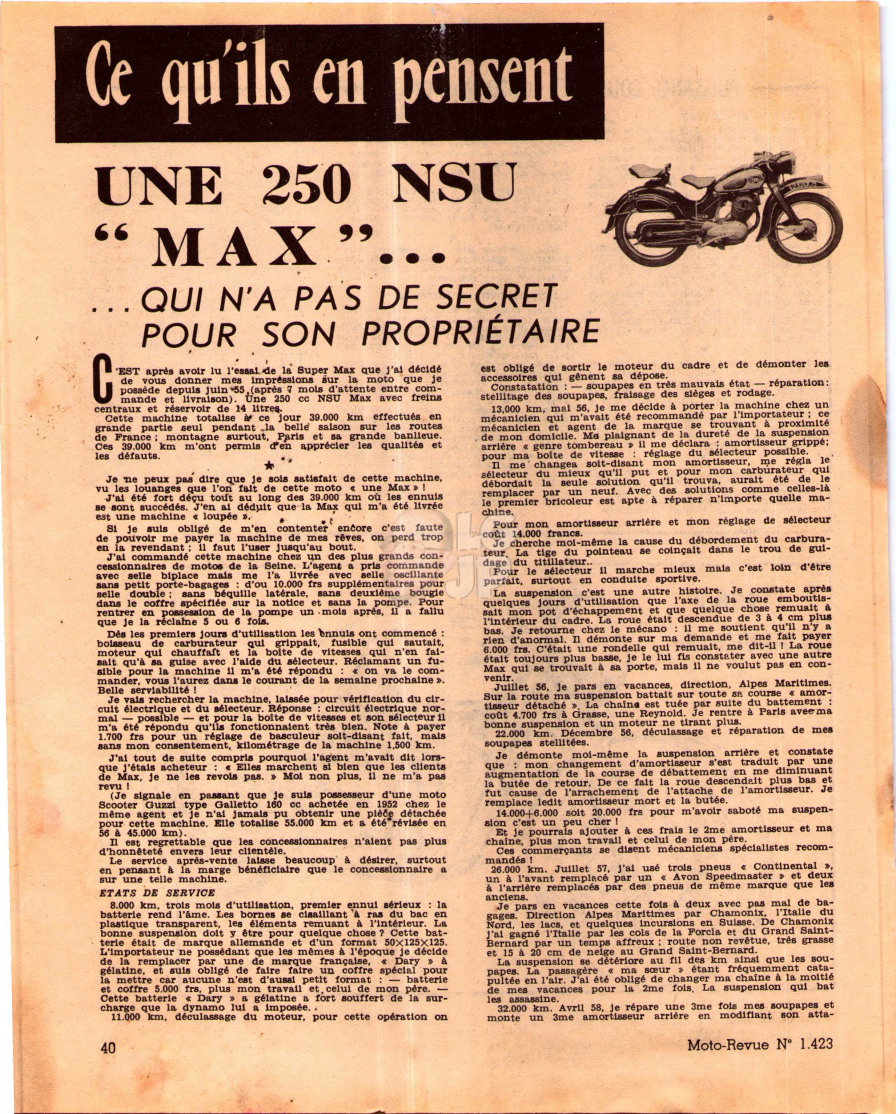 Ce qu'ils en pensent
UNE 250 NSU
“ MAX ”...
...QUI N'A PAS DE SECRET
POUR SON PROPRIÉTAIRE
C'EST après avoir lu l'essai de la Super Max que j'ai décidé
de vous donner mes impressions sur la moto que je
possède depuis juin 55 (après 7 mois d'attente entre com-
mande et livraison). Une 250 cc NSU Max avec freins
centraux et réservoir de 14 litres.
Cette machine totalise à ce jour 39.000 km effectués en
grande partie seul pendant la belle saison sur les routes
de France ; montagne surtout, Paris et sa grande banlieue.
Ces 39.000 km m'ont permis d'en apprécier les qualités et
les défauts.
★
Je ne peux pas dire que je sois satisfait de cette machine,
vu les louanges que l'on fait de cette moto « une Max » !
J'ai été fort déçu tout au long des 39.000 km où les ennuis
se sont succédés. J'en ai déduit que la Max qui m'a été livrée
est une machine « loupée ».
Si je suis obligé de m'en contenter encore c'est faute
de pouvoir me payer la machine de mes rêves, on perd trop
en la revendant ; il faut l'user jusqu'au bout.
J'ai commandé cette machine chez un des plus grands con-
cessionnaires de motos de la Seine. L'agent a pris commande
avec selle biplace mais me l'a livrée avec selle oscillante
sans petit porte-bagages : d'ou 10.000 frs supplémentaires pour
selle double ; sans béquille latérale, sans deuxième bougie
dans le coffre spécifiée sur la notice et sans la pompe. Pour
rentrer en possession de la pompe un mois après, il a fallu
que je la réclame 5 ou 6 fois.
Dés les premiers jours d'utilisation les ennuis ont commencé :
boisseau de carburateur qui grippait, fusible qui sautait,
moteur qui chauffait et la boîte de vitesses qui n'en fai-
sait qu'à sa guise avec l'aide du sélecteur. Réclamant un fu-
sible pour la machine il m'a été répondu : « on va le com-
mander, vous l'aurez dans le courant de la semaine prochaine ».
Belle serviabilité !
Je vais rechercher la machine, laissée pour vérification du cir-
cuit électrique et du sélecteur. Réponse : circuit électrique nor-
mal — possible — et pour la boîte de vitesses et son sélecteur il
m'a été répondu qu'ils fonctionnaient très bien. Note à payer
1.700 frs pour un réglage de basculeur soit-disant fait, mais
sans mon consentement, kilométrage de la machine 1.500 km.
J'ai tout de suite compris pourquoi l'agent m'avait dit lors-
que j'étais acheteur : « Elles marchent si bien que les clients
de Max, je ne les revois pas. » Moi non plus, il ne m'a pas
revu !
(Je signale en passant que je suis possesseur d'une moto
Scooter Guzzi type Galletto 160 cc achetée en 1952 chez le
même agent et je n'ai jamais pu obtenir une pièce détachée
pour cette machine. Elle totalise 55.000 km et a été révisée en
56 à 45.000 km).
Il est regrettable que les concessionnaires n'aient pas plus
d'honnêteté envers leur clientèle.
Le service après-vente laisse beaucoup à désirer, surtout
en pensant à la marge bénéficiaire que le concessionnaire a
sur une telle machine.
ETATS DE SERVICE
8.000 km, trois mois d'utilisation, premier ennui sérieux : la
batterie rend l'âme. Les bornes se cisaillant à ras du bac en
plastique transparent, les éléments remuant à l'intérieur. La
bonne suspension doit y être pour quelque chose ? Cette bat-
terie était de marque allemande et d'un format 50×125×125.
L'importateur ne possédant que les mêmes à l'époque je décide
de la remplacer par une de marque française, « Dary » à
gélatine, et suis obligé de faire faire un coffre spécial pour
la mettre car aucune n'est d'aussi petit format : — batterie
et coffre 5.000 frs, plus mon travail et celui de mon père. —
Cette batterie « Dary » a gélatine a fort souffert de la sur-
charge que la dynamo lui a imposée.
11.000 km, déculassage du moteur, pour cette opération on
est obligé de sortir le moteur du cadre et de démonter les
accessoires qui gênent sa dépose.
Constatation : — soupapes en très mauvais état — réparation:
stellitage des soupapes, fraisage des sièges et rodage.
13.000 km, mai 56, je me décide à porter la machine chez un
mécanicien qui m'avait été recommandé par l'importateur ; ce
mécanicien et agent de la marque se trouvant à proximité
de mon domicile. Me plaignant de la dureté de la suspension
arrière « genre tombereau » il me déclara : amortisseur grippé;
pour ma boîte de vitesse : réglage du sélecteur possible.
Il me changea soit-disant mon amortisseur, me régla le
sélecteur du mieux qu'il put et pour mon carburateur qui
débordait la seule solution qu'il trouva, aurait été de le
remplacer par un neuf. Avec des solutions comme celles-là
le premier bricoleur est apte à réparer n'importe quelle ma-
chine.
Pour mon amortisseur arrière et mon réglage de sélecteur
coût 14.000 francs.
Je cherche moi-même la cause du débordement du carbura-
teur. La tige du pointeau se coinçait dans le trou de gui-
dage du titillateur.
Pour le sélecteur il marche mieux mais c'est loin d'être
parfait, surtout en conduite sportive.
La suspension c'est une autre histoire. Je constate après
quelques jours d'utilisation que l'axe de la roue emboutis-
sait mon pot d'échappement et que quelque chose remuait à
l'intérieur du cadre. La roue était descendue de 3 à 4 cm plus
bas. Je retourne chez le mécano : il me soutient qu'il n'y a
rien d'anormal. Il démonte sur ma demande et me fait payer
6.000 frs. C'était une rondelle qui remuait, me dit-il ! La roue
était toujours plus basse, je le lui fis constater avec une autre
Max qui se trouvait à sa porte, mais il ne voulut pas en con-
venir.
Juillet 56, je pars en vacances, direction, Alpes Maritimes.
Sur la route ma suspension battait sur toute sa course « amor-
tisseur détaché ». La chaîne est tuée par suite du battement :
coût 4.700 frs à Grasse, une Reynold. Je rentre à Paris avec ma
bonne suspension et un moteur ne tirant plus.
22.000 km. Décembre 56, déculassage et réparation de mes
soupapes stellitées.
Je démonte moi-même la suspension arrière et constate
que : mon changement d'amortisseur s'est traduit par une
augmentation de la course de débattement en me diminuant
la butée de retour. De ce fait la roue descendait plus bas et
fut cause de l'arrachement de l'attache de l'amortisseur. Je
remplace ledit amortisseur mort et la butée.
14.000+6.000 soit 20.000 frs pour m'avoir saboté ma suspen-
sion c'est un peu cher !
Et je pourrais ajouter à ces frais le 2me amortisseur et ma
chaîne, plus mon travail et celui de mon père.
Ces commerçants se disent mécaniciens spécialistes recom-
mandés !
26.000 km. Juillet 57, j'ai usé trois pneus « Continental »,
un à l'avant remplacé par un « Avon Speedmaster » et deux
à l'arrière remplacés par des pneus de même marque que les
anciens.
Je pars en vacances cette fois à deux avec pas mal de ba-
gages. Direction Alpes Maritimes par Chamonix, l'Italie du
Nord, les lacs, et quelques incursions en Suisse. De Chamonix
j'ai gagné l'Italie par les cols de la Forcla et du Grand Saint-
Bernard par un temps affreux ; route non revêtue, très grasse
et 15 à 20 cm de neige au Grand Saint-Bernard.
La suspension se détériore au fil des km ainsi que les sou-
papes. La passagère « ma sœur » étant fréquemment cata-
pultée en l'air. J'ai été obligé de changer ma chaîne à la moitié
de mes vacances pour la 2me fois. La suspension qui bat
les assassine.
32.000 km. Avril 58, je répare une 3me fois mes soupapes et
monte un 3me amortisseur arrière en modifiant son atta-
40
Moto-Revue N° 1.423